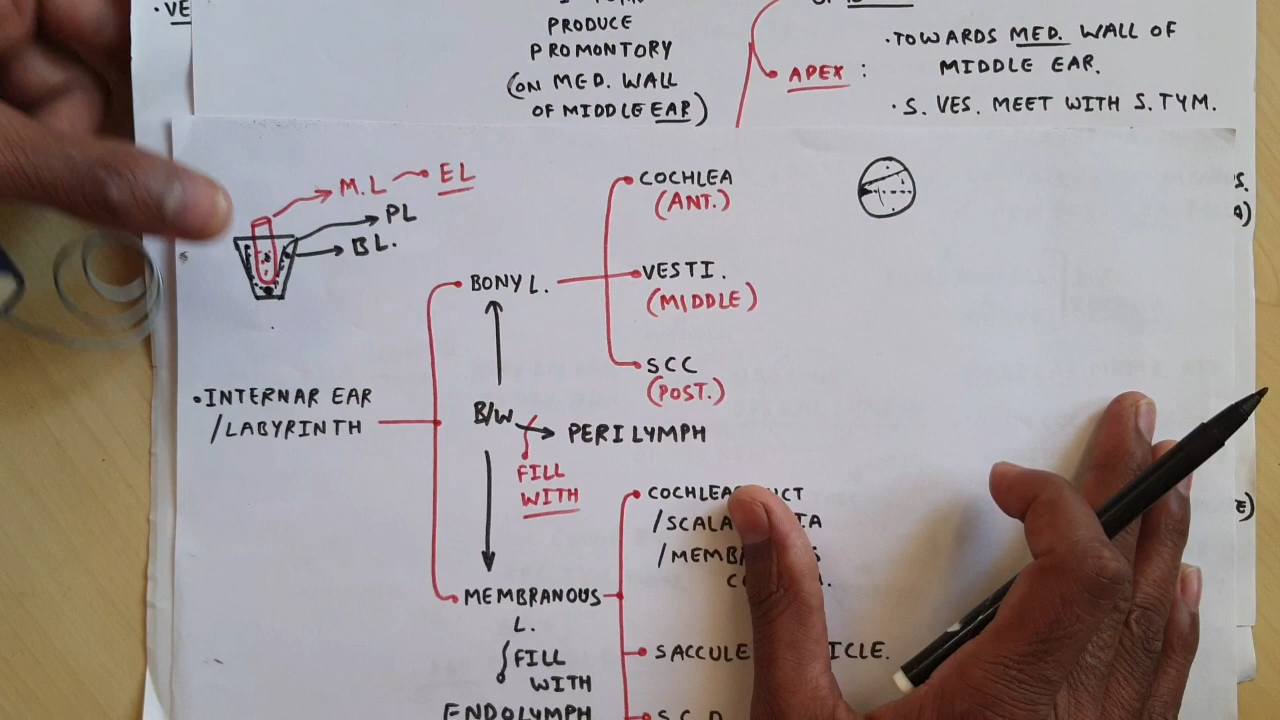 · VE
PRODUCE
PROMONTORY
(ON MED. WALL
OF MIDDLE EAR)
APEX :
· TOWARDS MED. WALL OF
MIDDLE EAR.
· S. VES. MEET WITH S. TYM.
M.L
EL
PL
BL.
· INTERNAR EAR
/LABYRINTH
BONY L.
COCHLEA
(ANT.)
VESTI.
(MIDDLE)
SCC
(POST.)
B/W
PERILYMPH
FILL
WITH
MEMBRANOUS
L.
FILL
WITH
ENDOLYMPH
/SCALA
SACCULE
S.